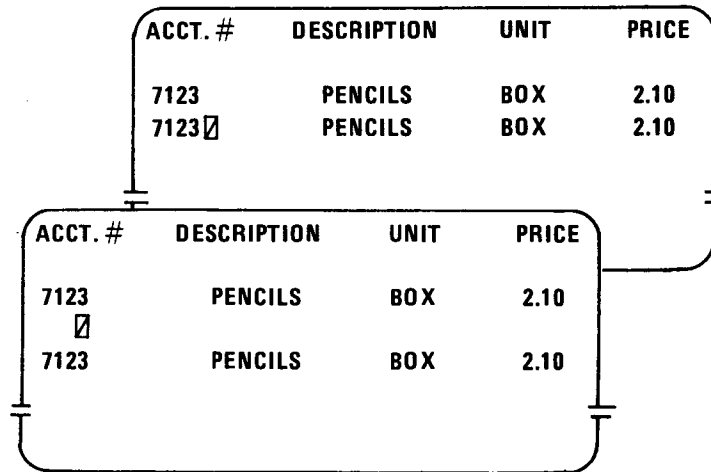 ACCT. # DESCRIPTION UNIT PRICE
7123 PENCILS BOX 2.10
7123 PENCILS BOX 2.10
ACCT. # DESCRIPTION UNIT PRICE
7123 PENCILS BOX 2.10
7123 PENCILS BOX 2.10